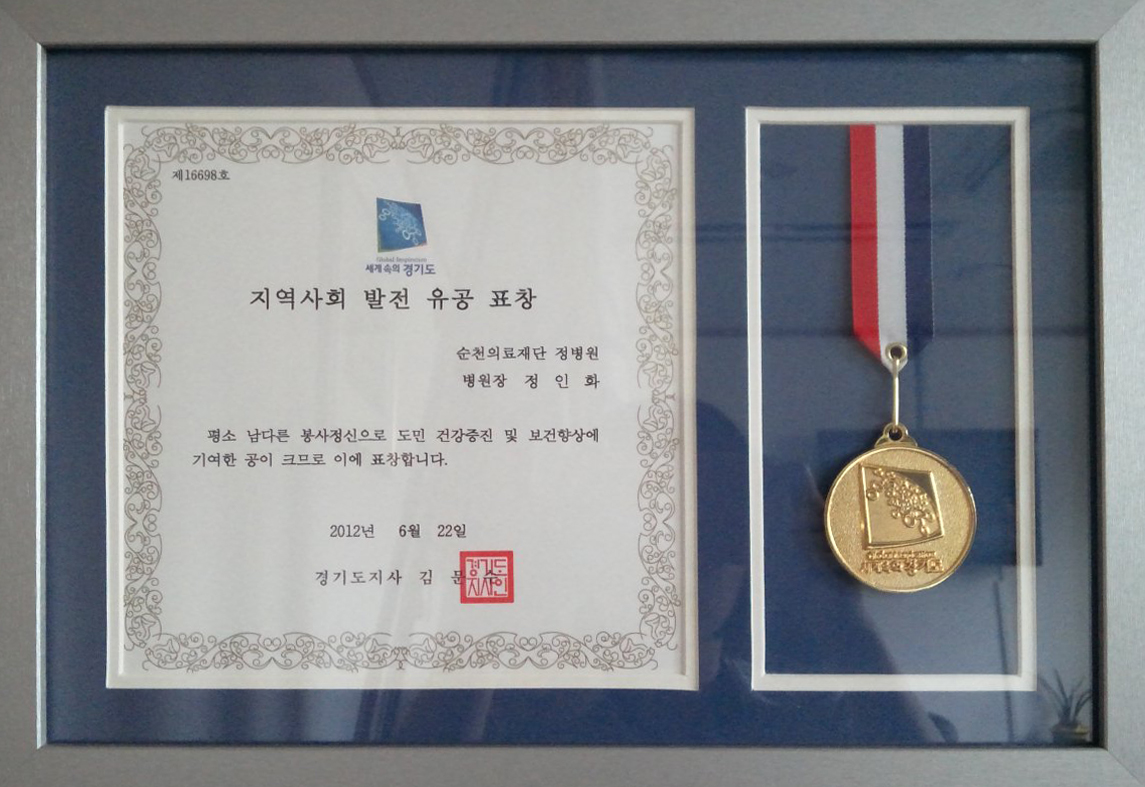 제16698호
Global Inspiration
세계 속의 경기도
지역사회 발전 유공 표창
순천의료재단 정병원
병원장 정 인 화
평소 남다른 봉사정신으로 도민 건강증진 및 보건향상에
기여한 공이 크므로 이에 표창합니다.
2012년 6월 22일
경기도지사 김 문 수
경기도
지사인
세계속의 경기도